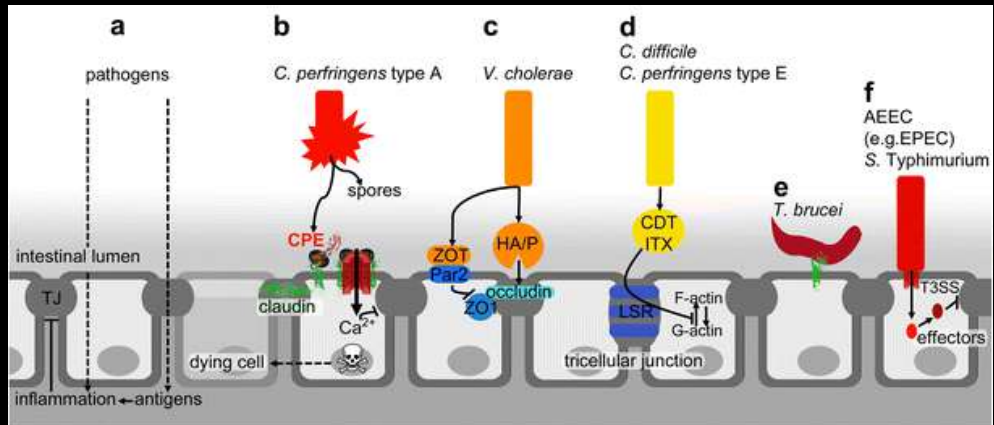 a
pathogens
intestinal lumen
TJ
inflammation
antigens
b
C. perfringens type A
spores
CPE
claudin
Ca2+
dying cell
c
V. cholerae
ZOT
Par2
HA/P
ZO1
occludin
d
C. difficile
C. perfringens type E
CDT
ITX
LSR
F-actin
G-actin
tricellular junction
e
T. brucei
f
AEEC
(e.g.EPEC)
S. Typhimurium
T3SS
effectors